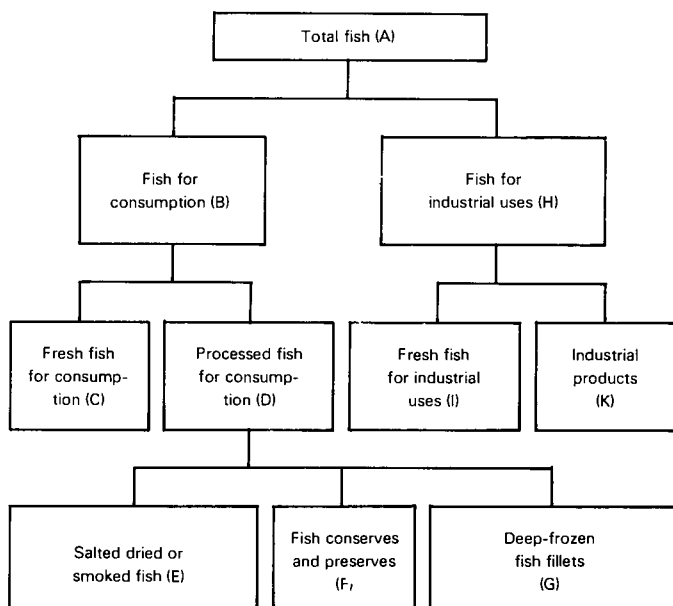 Total fish (A)
Fish for
consumption (B)
Fish for
industrial uses (H)
Fresh fish
for consump-
tion (C)
Processed fish
for consump-
tion (D)
Fresh fish
for industrial
uses (I)
Industrial
products
(K)
Salted dried or
smoked fish (E)
Fish conserves
and preserves
(F,
Deep-frozen
fish fillets
(G)